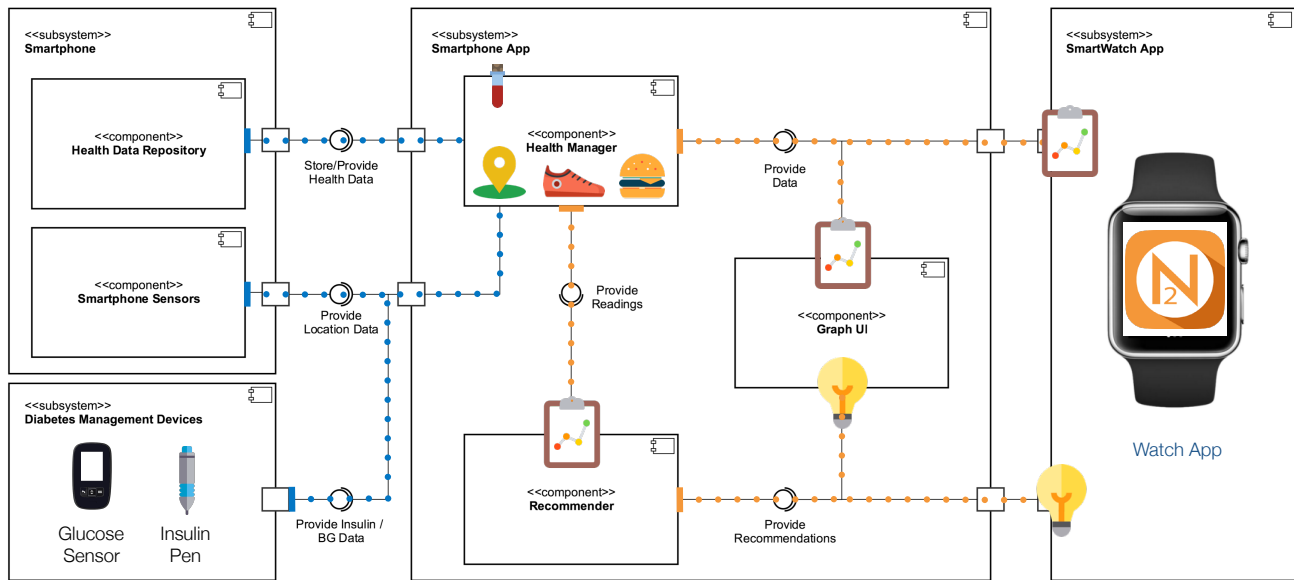 <<subsystem>>
Smartphone
<<component>>
Health Data Repository
<<component>>
Smartphone Sensors
<<subsystem>>
Diabetes Management Devices
Glucose
Sensor
Insulin
Pen
Store/Provide
Health Data
Provide
Location Data
Provide Insulin /
BG Data
<<subsystem>>
Smartphone App
<<component>>
Health Manager
Provide
Readings
<<component>>
Recommender
Provide
Data
<<component>>
Graph UI
Provide
Recommendations
<<subsystem>>
SmartWatch App
N
2
Watch App